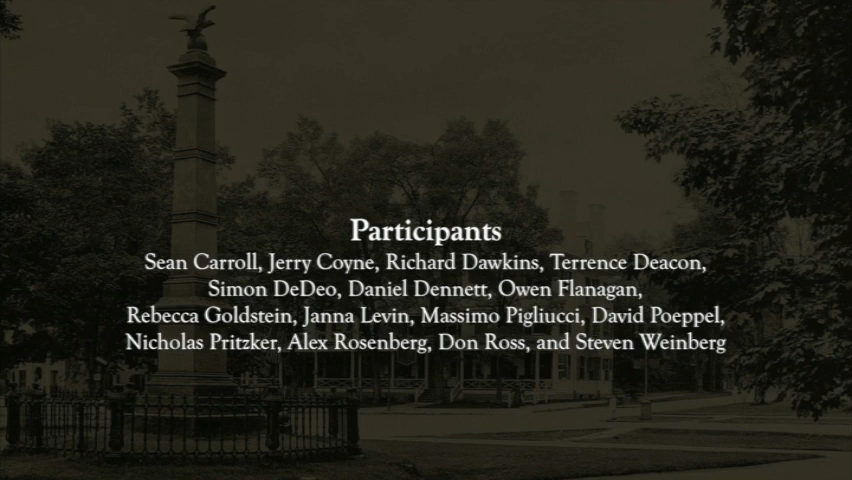 Participants
Sean Carroll, Jerry Coyne, Richard Dawkins, Terrence Deacon,
Simon DeDeo, Daniel Dennett, Owen Flanagan,
Rebecca Goldstein, Janna Levin, Massimo Pigliucci, David Poeppel,
Nicholas Pritzker, Alex Rosenberg, Don Ross, and Steven Weinberg